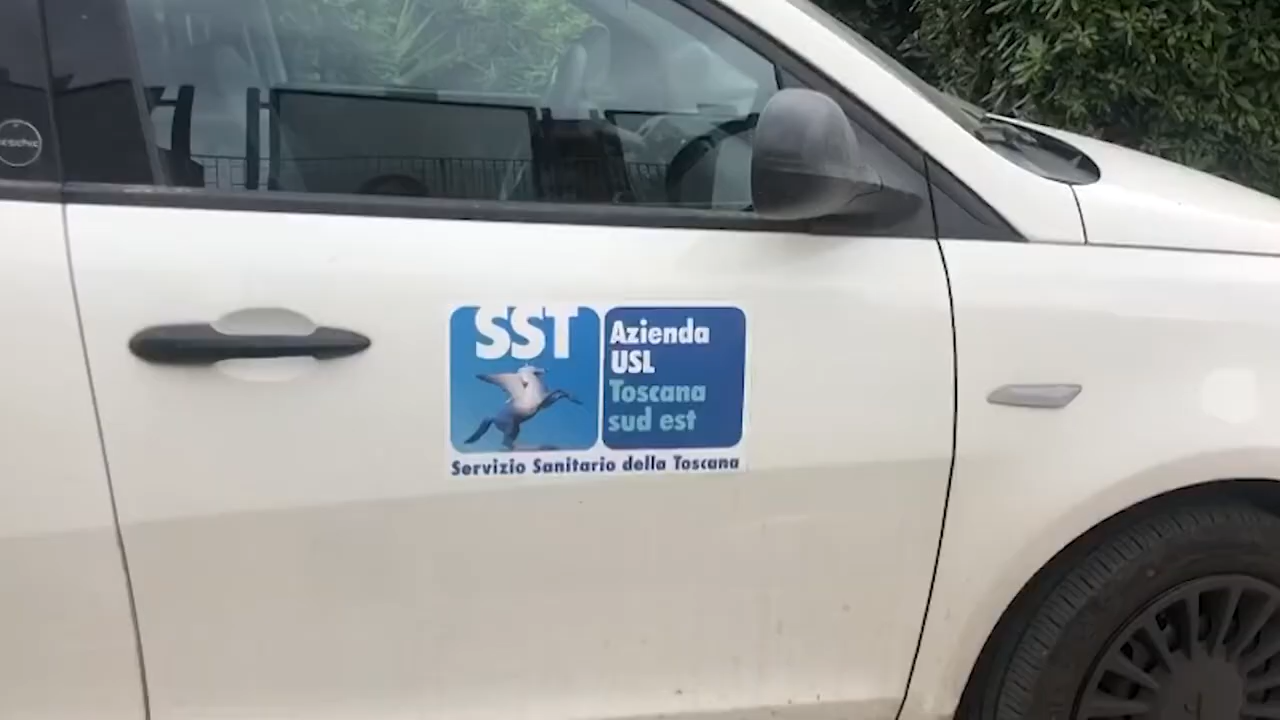 SST
Azienda
USL
Toscana
sud est
Servizio Sanitario della Toscana